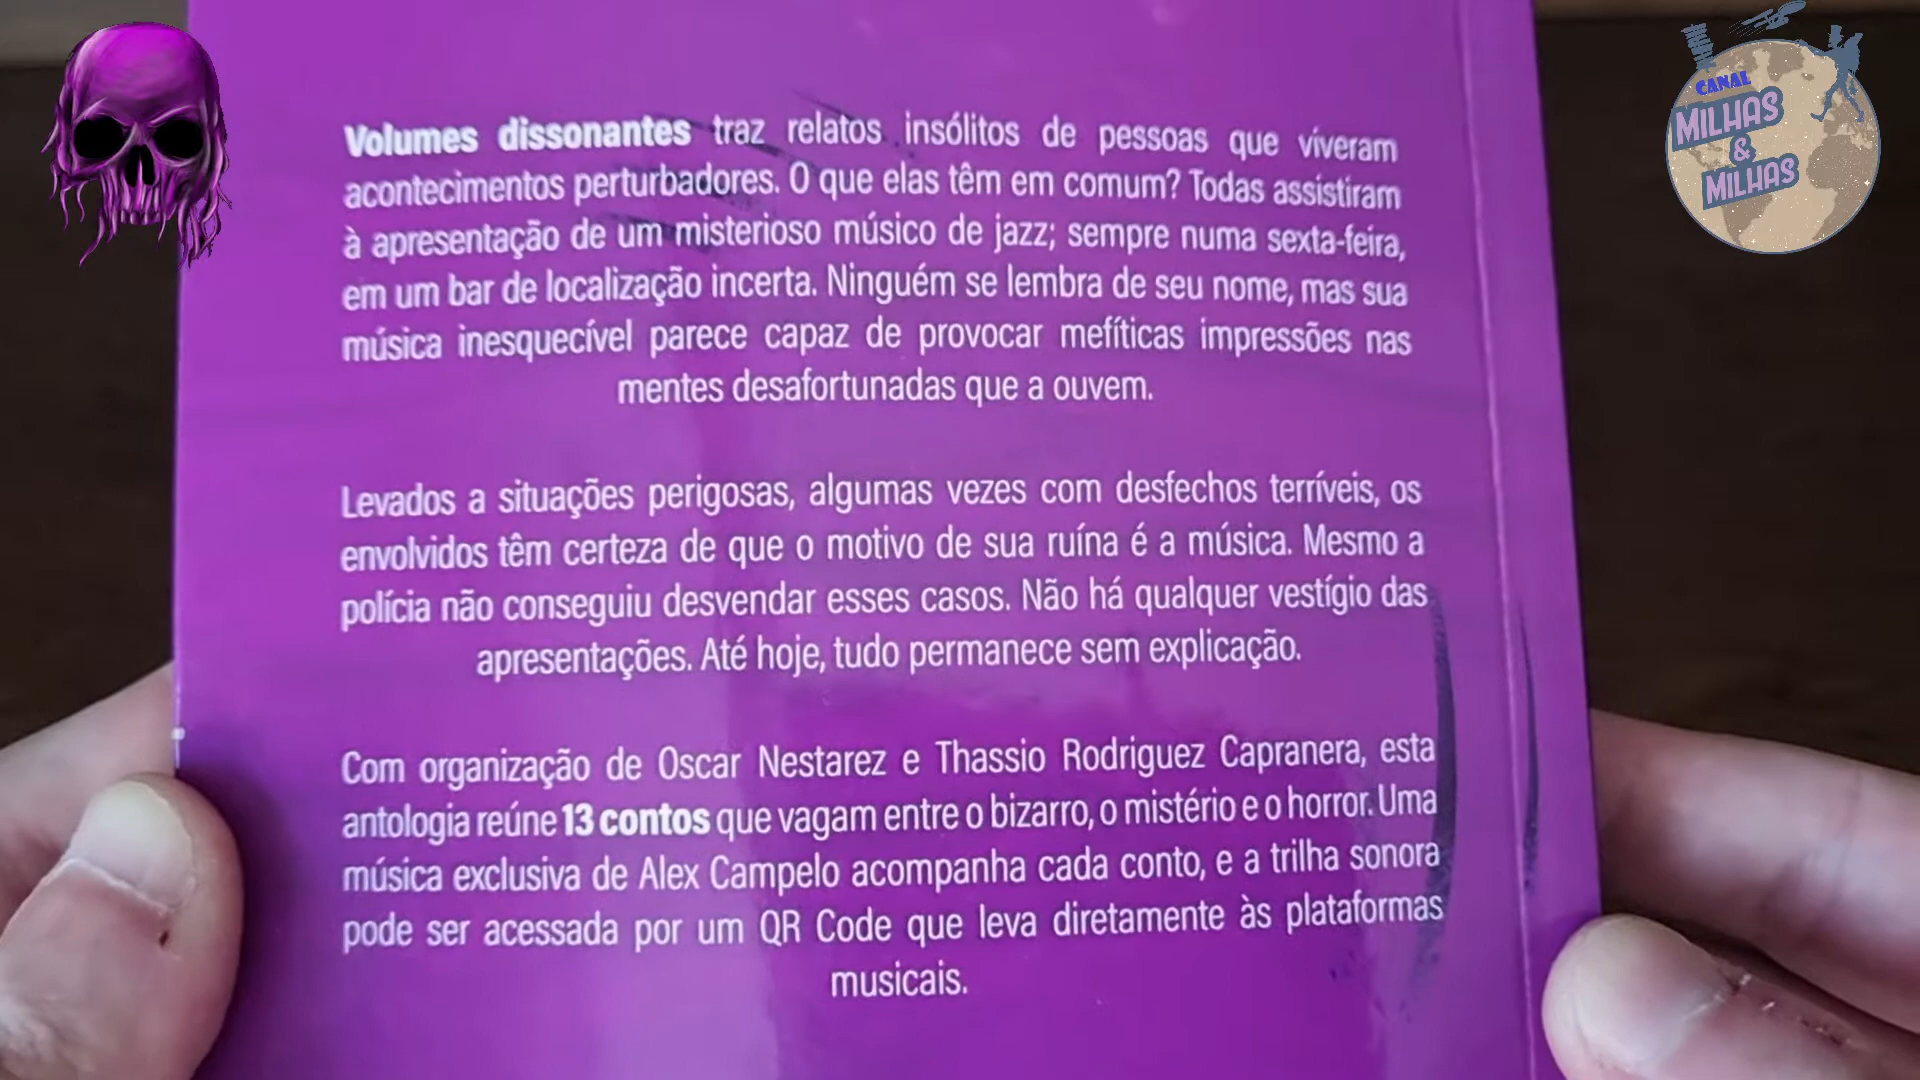 CANAL
MILHAS
&
MILHAS
Volumes dissonantes traz relatos insólitos de pessoas que viveram
acontecimentos perturbadores. O que elas têm em comum? Todas assistiram
à apresentação de um misterioso músico de jazz; sempre numa sexta-feira,
em um bar de localização incerta. Ninguém se lembra de seu nome, mas sua
música inesquecível parece capaz de provocar mefíticas impressões nas
mentes desafortunadas que a ouvem.
Levados a situações perigosas, algumas vezes com desfechos terríveis, os
envolvidos têm certeza de que o motivo de sua ruína é a música. Mesmo a
polícia não conseguiu desvendar esses casos. Não há qualquer vestígio das
apresentações. Até hoje, tudo permanece sem explicação.
Com organização de Oscar Nestarez e Thassio Rodriguez Capranera, esta
antologia reúne 13 contos que vagam entre o bizarro, o mistério e o horror. Uma
música exclusiva de Alex Campelo acompanha cada conto, e a trilha sonora
pode ser acessada por um QR Code que leva diretamente às plataformas
musicais.